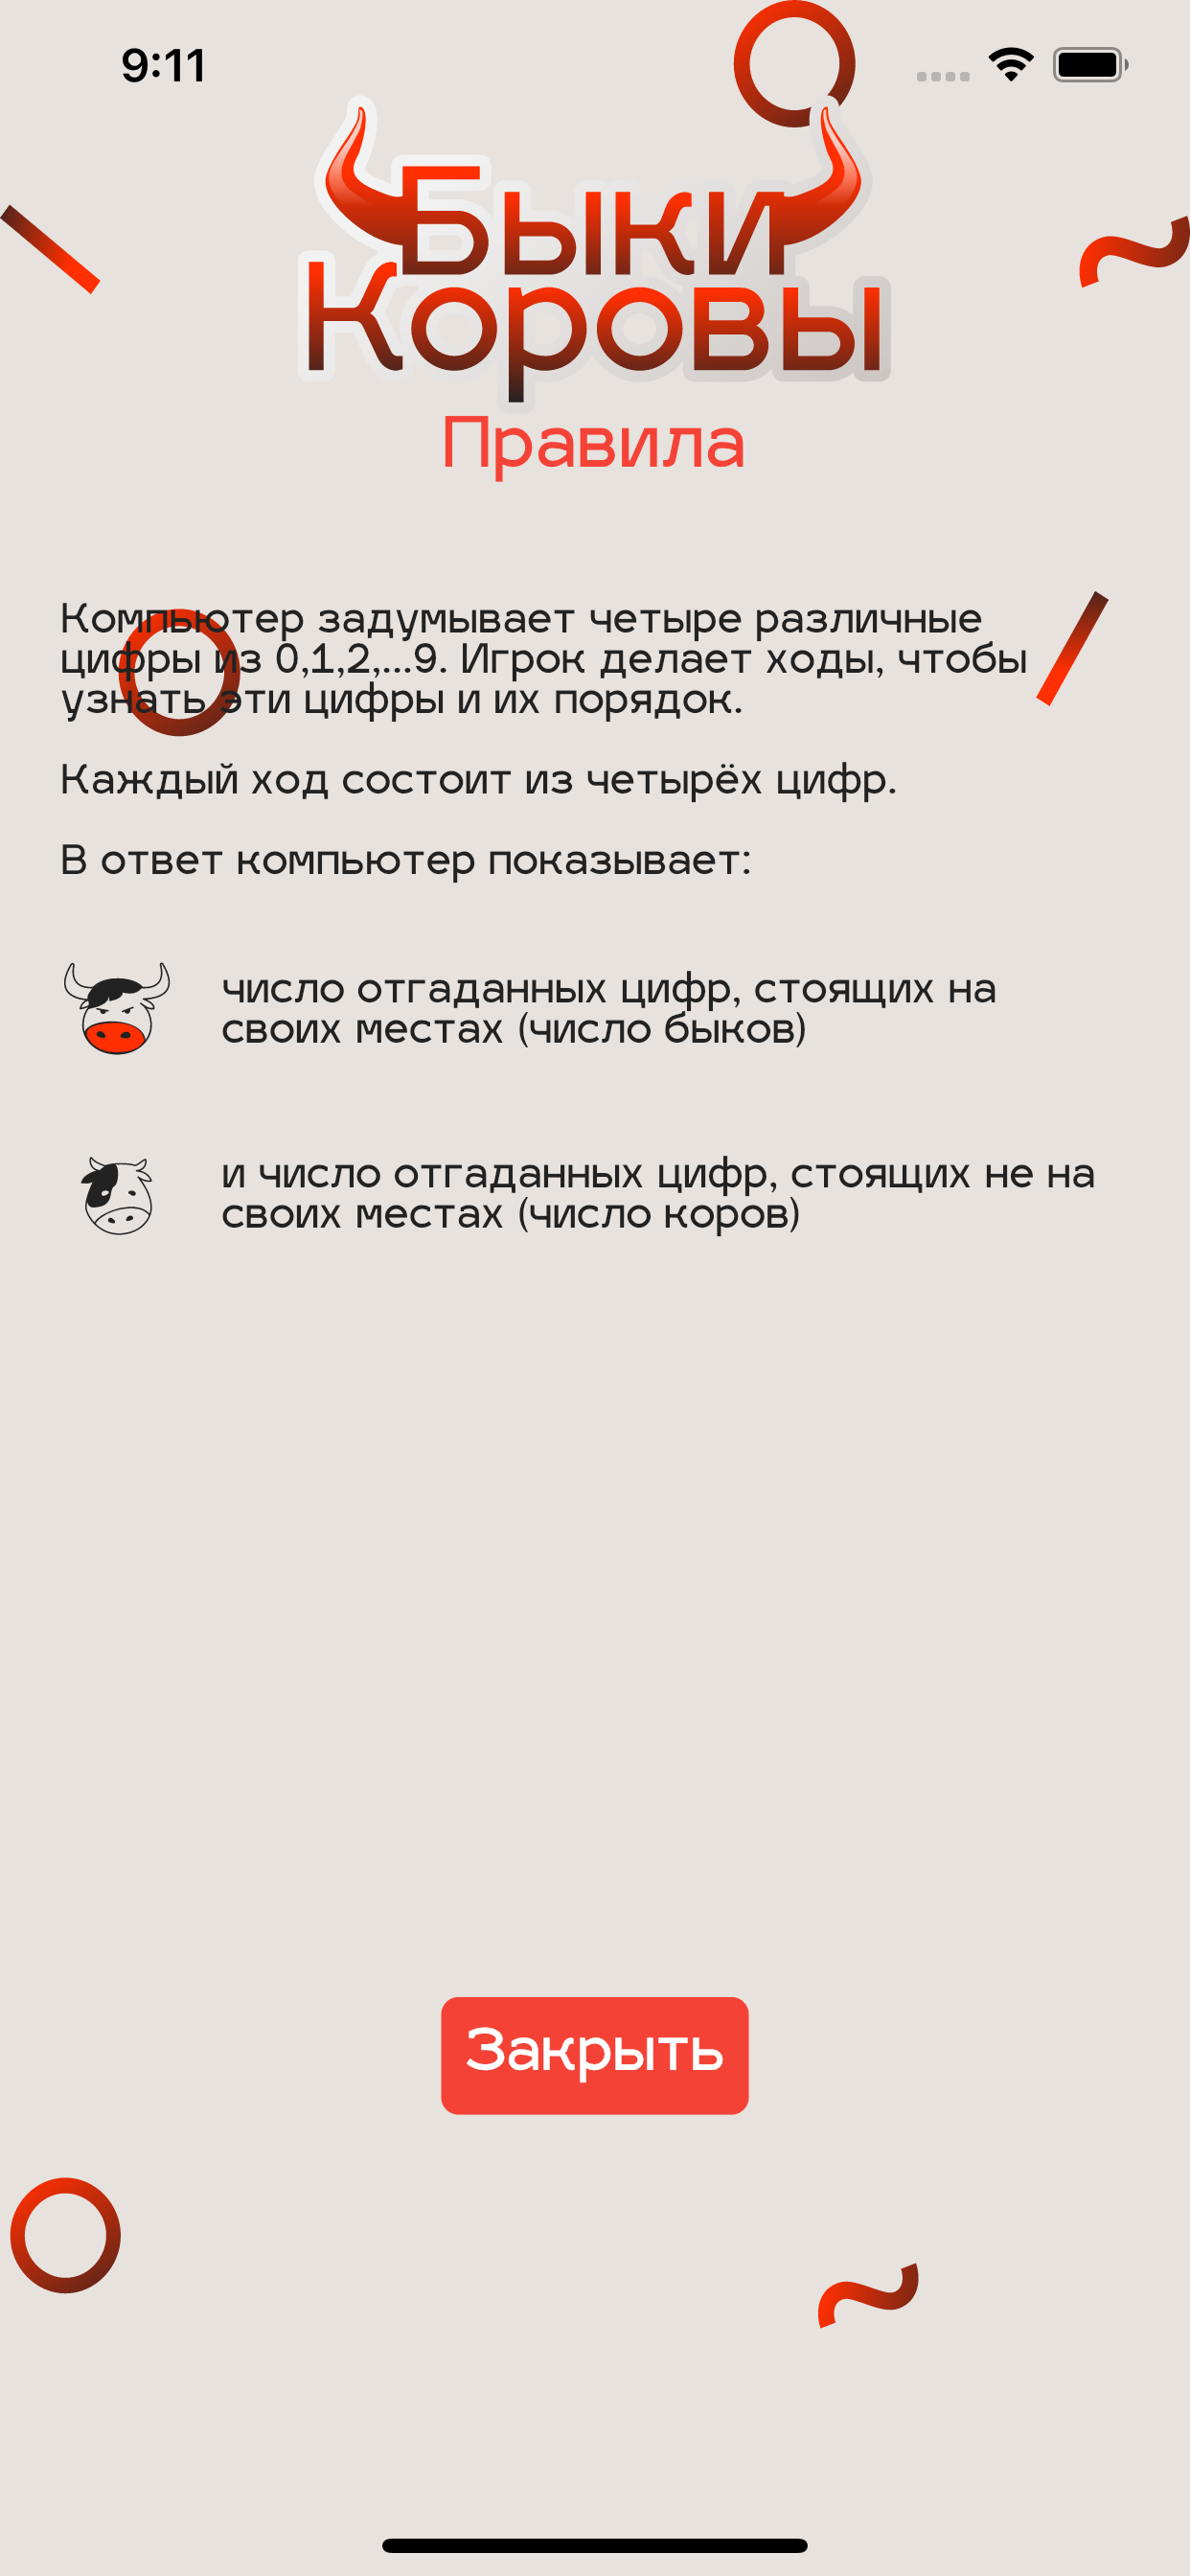 9:11
Быки
Коровы
Правила
Компьютер задумывает четыре различные
цифры из 0,1,2,...9. Игрок делает ходы, чтобы
узнать эти цифры и их порядок.
Каждый ход состоит из четырёх цифр.
В ответ компьютер показывает:
число отгаданных цифр, стоящих на
своих местах (число быков)
и число отгаданных цифр, стоящих не на
своих местах (число коров)
Закрыть